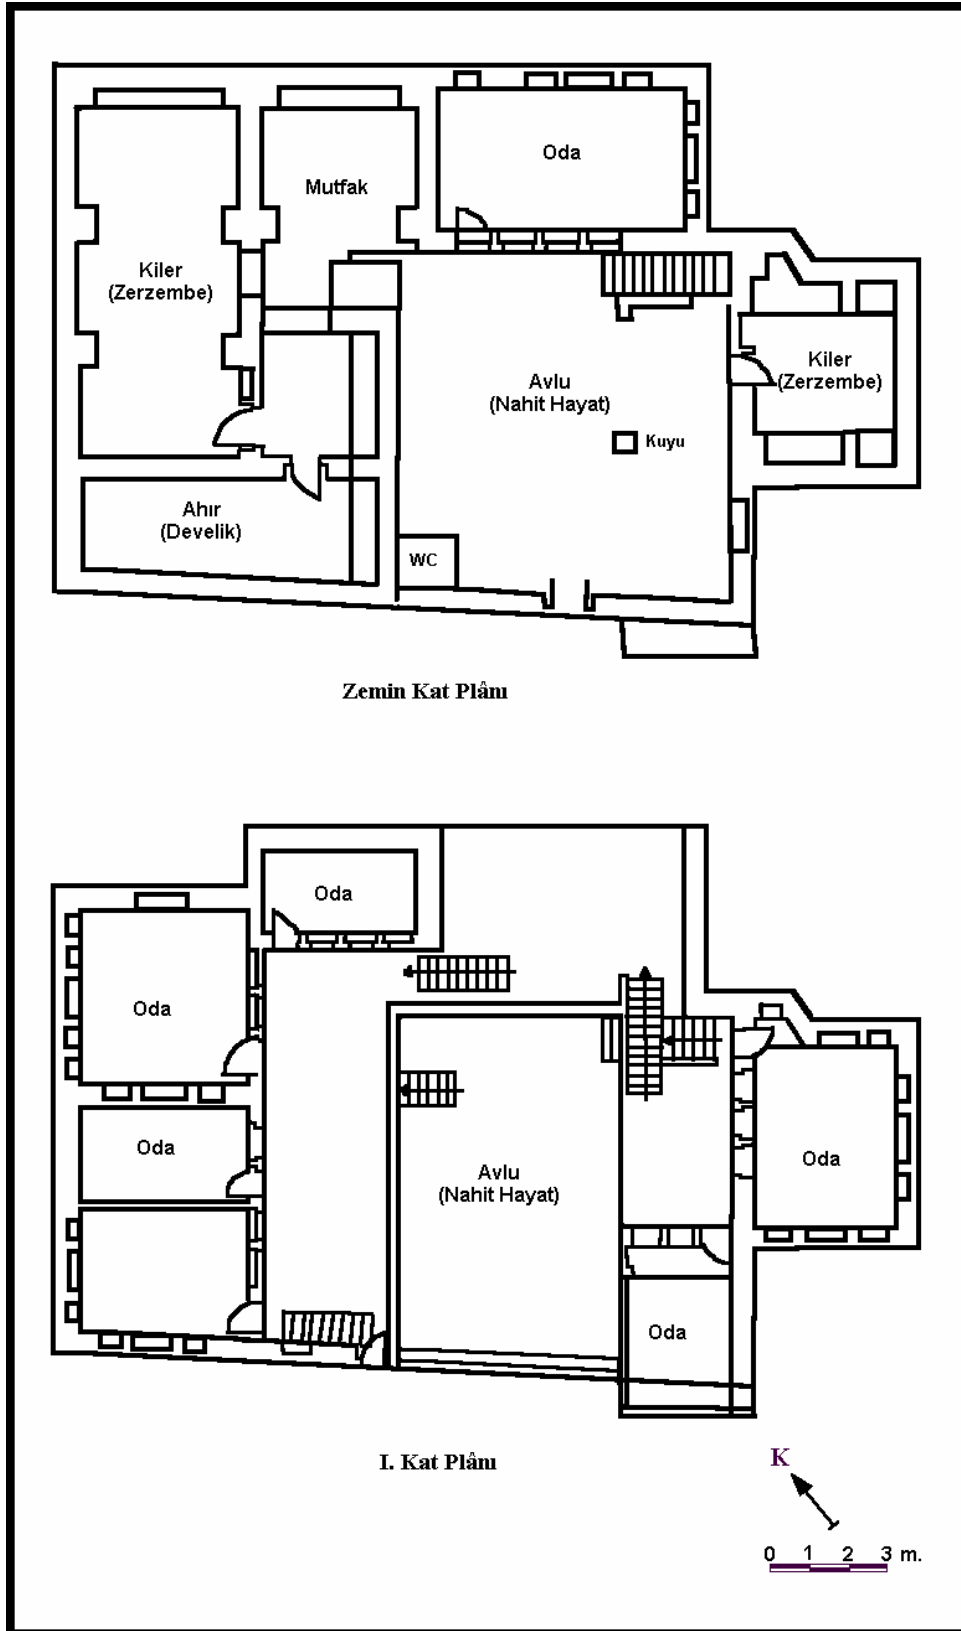 Oda
Mutfak
Kiler
(Zerzembe)
Kiler
(Zerzembe)
Avlu
(Nahit Hayat)
Kuyu
Ahır
(Develik)
WC
Zemin Kat Plânı
Oda
Oda
Oda
Oda
Avlu
(Nahit Hayat)
Oda
I. Kat Plânı
K
0 1 2 3 m.